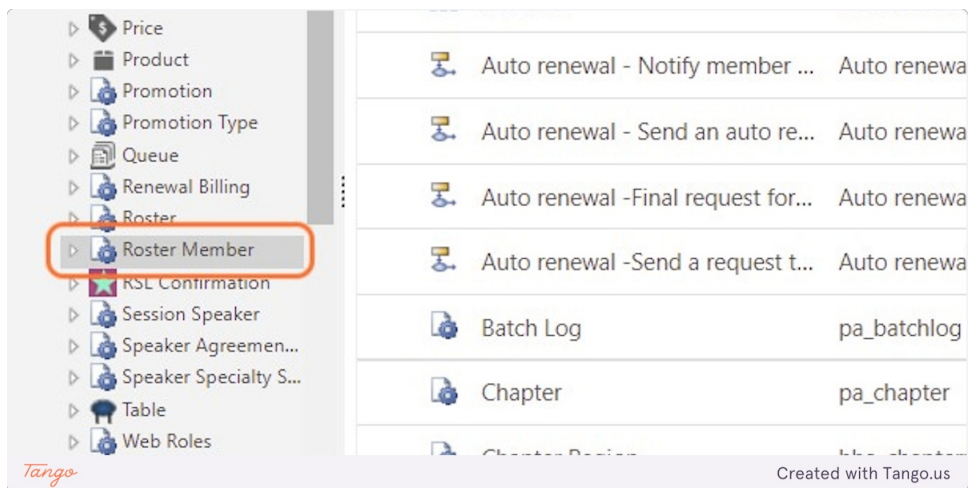 Price
Product
Promotion
Promotion Type
Queue
Renewal Billing
Roster
Roster Member
RSL Confirmation
Session Speaker
Speaker Agreemen...
Speaker Specialty S...
Table
Web Roles
Auto renewal - Notify member ... Auto renewa
Auto renewal - Send an auto re... Auto renewa
Auto renewal -Final request for... Auto renewa
Auto renewal -Send a request t... Auto renewa
Batch Log pa_batchlog
Chapter pa_chapter
Chapter Region
Tango
Created with Tango.us